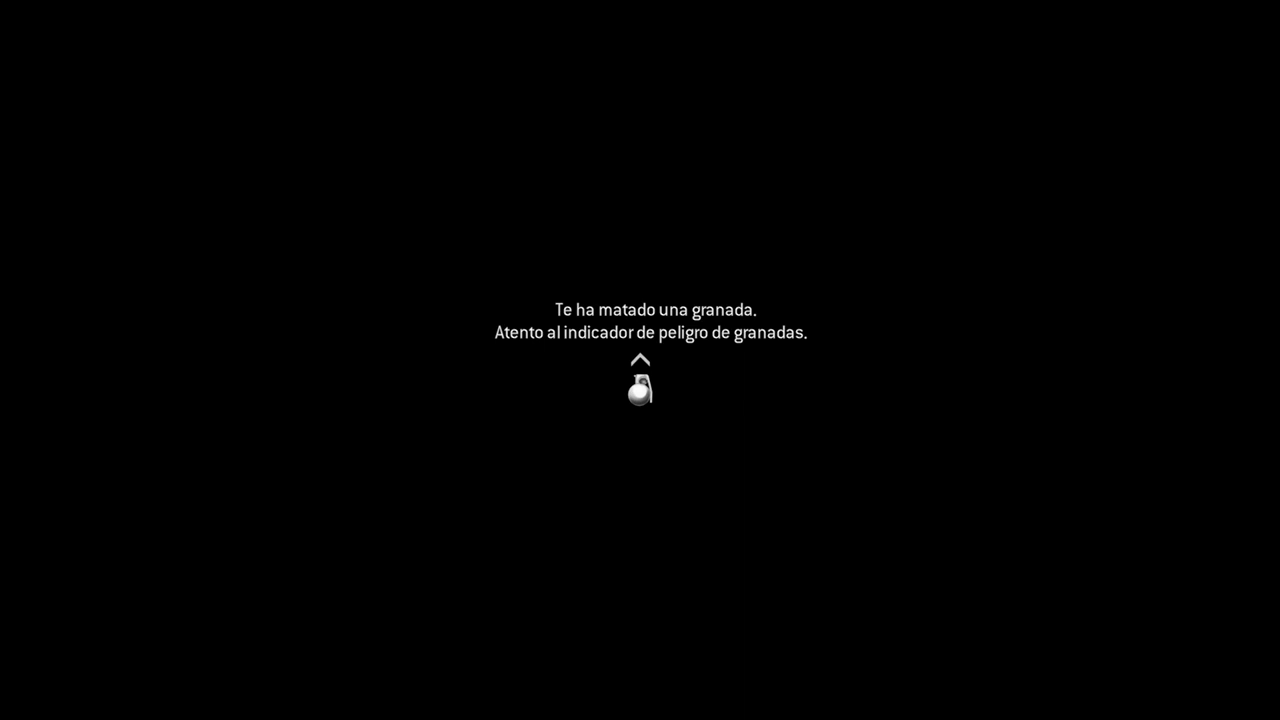 Te ha matado una granada.
Atento al indicador de peligro de granadas.